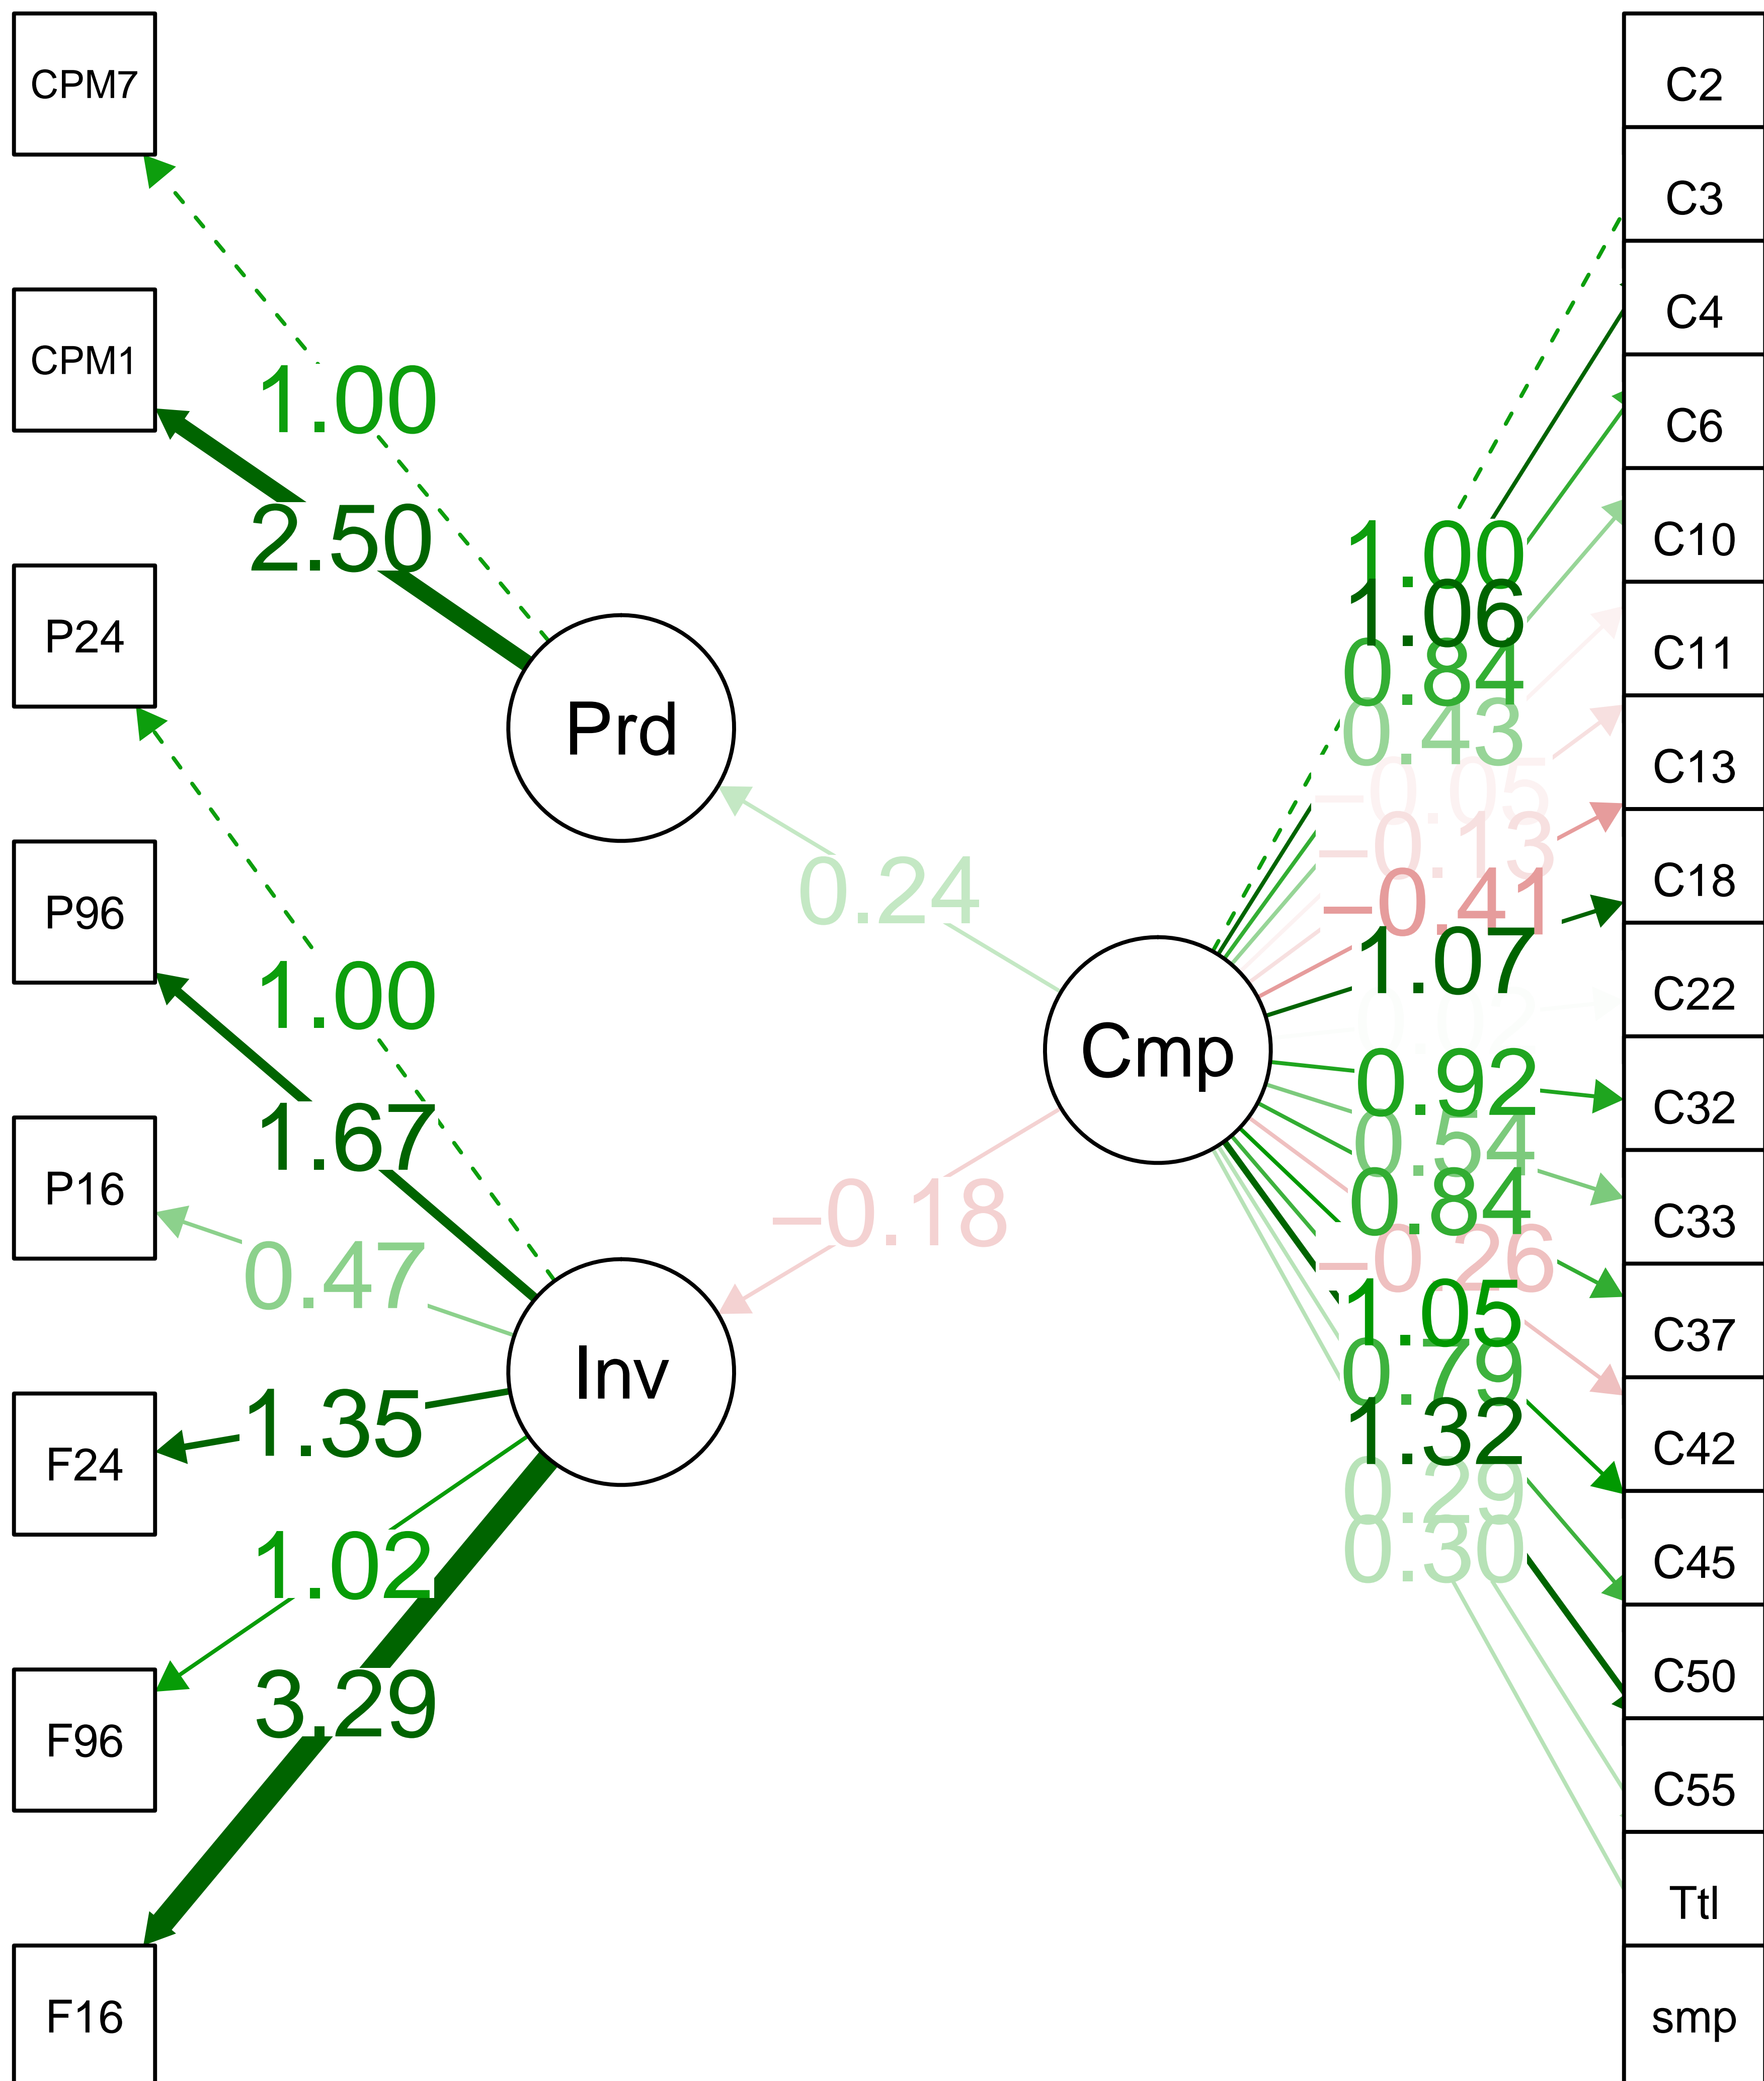 CPM7
CPM1
P24
P96
P16
F24
F96
F16
1.00
2.50
1.00
1.67
0.47
1.35
1.02
3.29
Prd
Inv
0.24
–0.18
Cmp
1.00
1.06
0.84
0.43
–0.05
–0.13
–0.41
1.07
0.92
0.54
0.84
–0.26
1.05
0.79
1.32
0.29
0.30
C2
C3
C4
C6
C10
C11
C13
C18
C22
C32
C33
C37
C42
C45
C50
C55
Ttl
smp